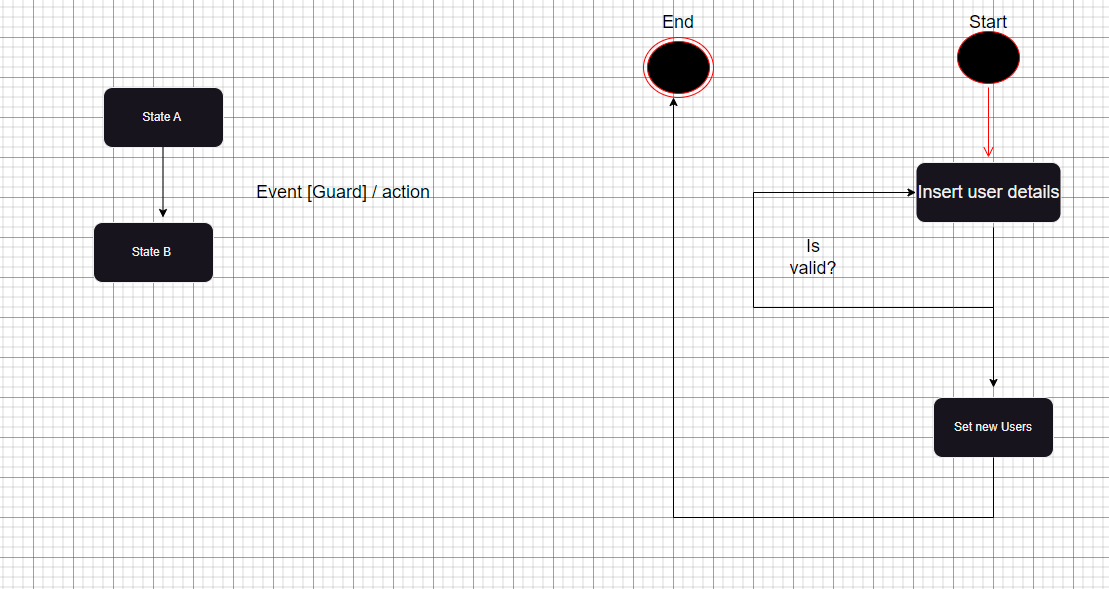 End
Start
State A
Event [Guard] / action
Insert user details
State B
Is
valid?
Set new Users